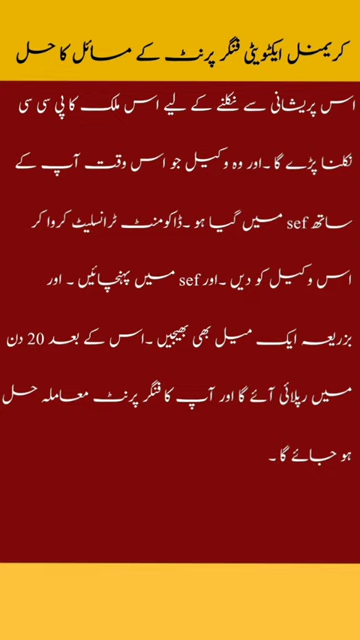 کریمنل ایکٹویٹی فنگر پرنٹ کے مسائل کا حل
اس پریشانی سے نکلنے کے لیے اس ملک کا پی سی سی
نکلنا پڑے گا ۔اور وہ وکیل جو اس وقت آپ کے
ساتھ sef میں گیا ہو ۔ڈاکومنٹ ٹرانسلیٹ کروا کر
اس وکیل کو دیں ۔اور sef میں پہنچائیں ۔ اور
بزریعہ ایک میل بھی بھیجیں ۔اس کے بعد 20 دن
میں رپلائی آئے گا اور آپ کا فنگر پرنٹ معاملہ حل
ہو جائے گا ۔